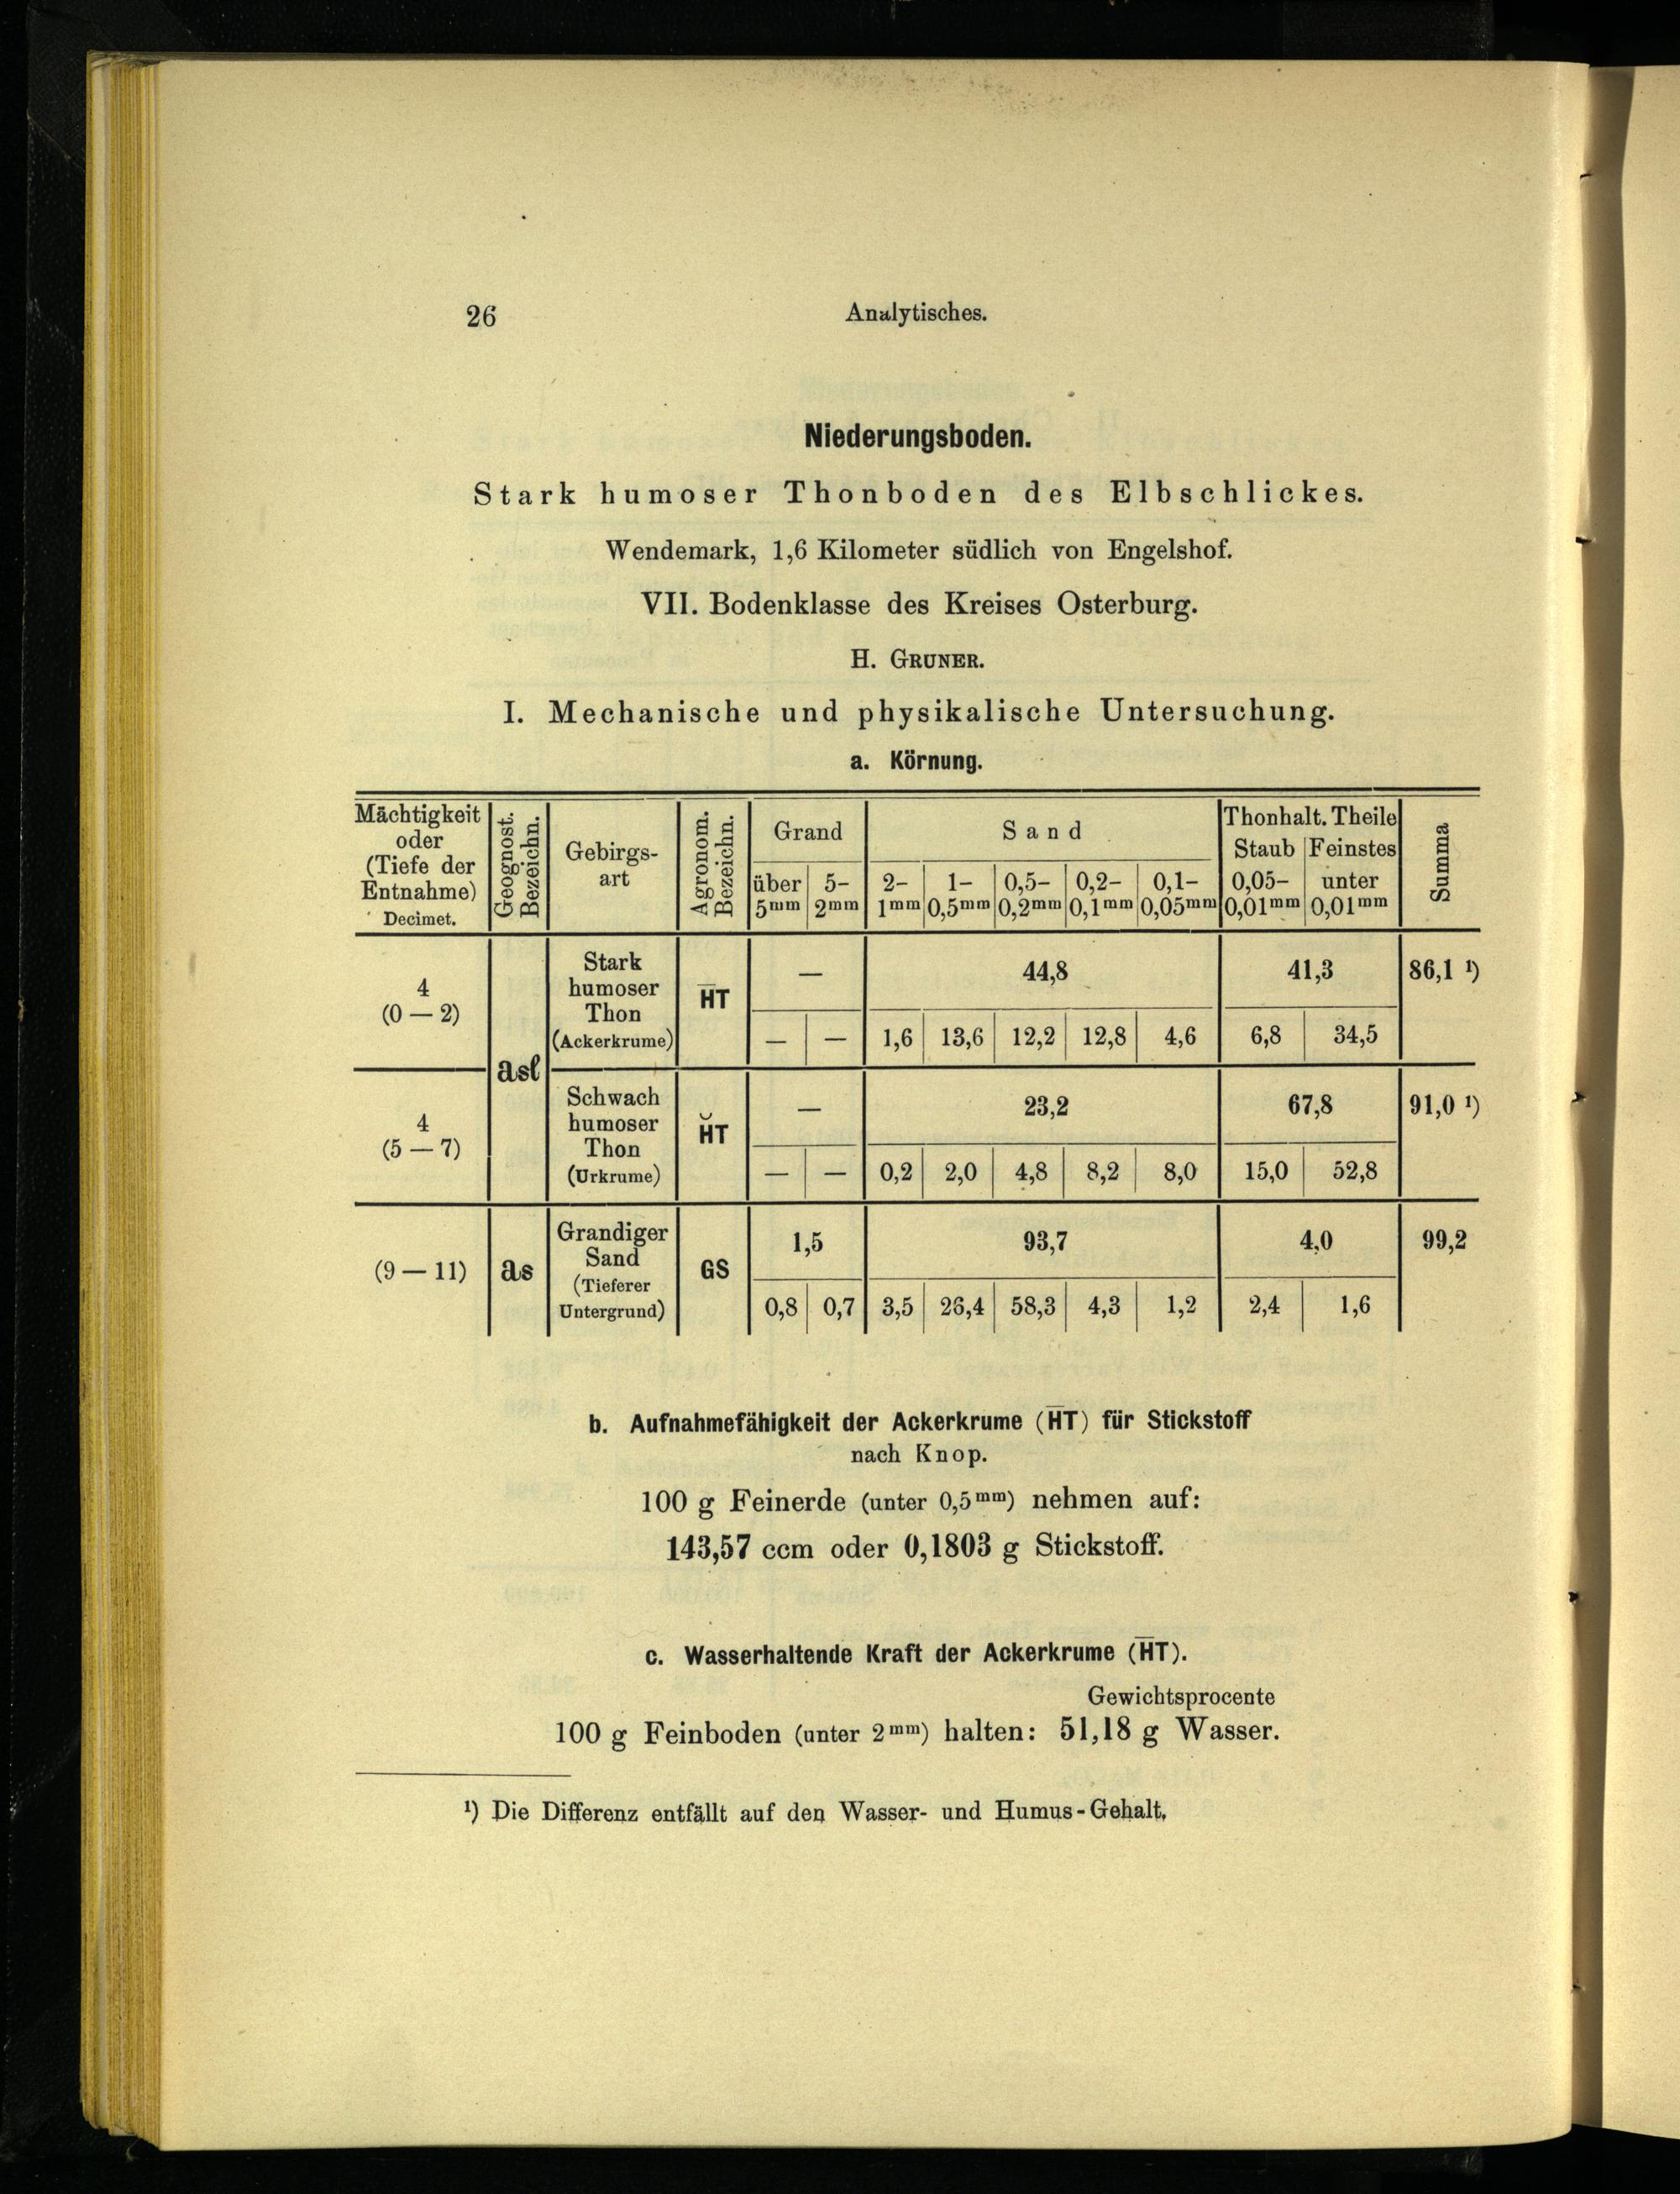 26 Analytisches.
Niederungsboden.
Stark humoser Thonboden des Elbschlickes.
Wendemark, 1,6 Kilometer südlich von Engelshof.
VII. Bodenklasse des Kreises Osterburg.
H. GRUNER.
I. Mechanische und physikalische Untersuchung.
a. Körnung.
Mächtigkeit oder (Tiefe der Entnahme) Decimet. | Geognost. Bezeichn. | Gebirgsart | Agronom. Bezeichn. | Grand | Sand | Thonhalt. Theile | Summa
Staub | Feinstes
über 5mm | 5–2mm | 2–1mm | 1–0,5mm | 0,5–0,2mm | 0,2–0,1mm | 0,1–0,05mm | 0,05–0,01mm | unter 0,01mm
4 (0 — 2) | asf | Stark humoser Thon (Ackerkrume) | H̄T | — | 44,8 | 41,3 | 86,1 ¹)
— | — | 1,6 | 13,6 | 12,2 | 12,8 | 4,6 | 6,8 | 34,5
4 (5 — 7) | Schwach humoser Thon (Urkrume) | H̆T | — | 23,2 | 67,8 | 91,0 ¹)
— | — | 0,2 | 2,0 | 4,8 | 8,2 | 8,0 | 15,0 | 52,8
(9 — 11) | as | Grandiger Sand (Tieferer Untergrund) | GS | 1,5 | 93,7 | 4,0 | 99,2
0,8 | 0,7 | 3,5 | 26,4 | 58,3 | 4,3 | 1,2 | 2,4 | 1,6
b. Aufnahmefähigkeit der Ackerkrume (H̄T) für Stickstoff
nach Knop.
100 g Feinerde (unter 0,5mm) nehmen auf:
143,57 ccm oder 0,1803 g Stickstoff.
c. Wasserhaltende Kraft der Ackerkrume (H̄T).
Gewichtsprocente
100 g Feinboden (unter 2mm) halten: 51,18 g Wasser.
¹) Die Differenz entfällt auf den Wasser- und Humus-Gehalt.